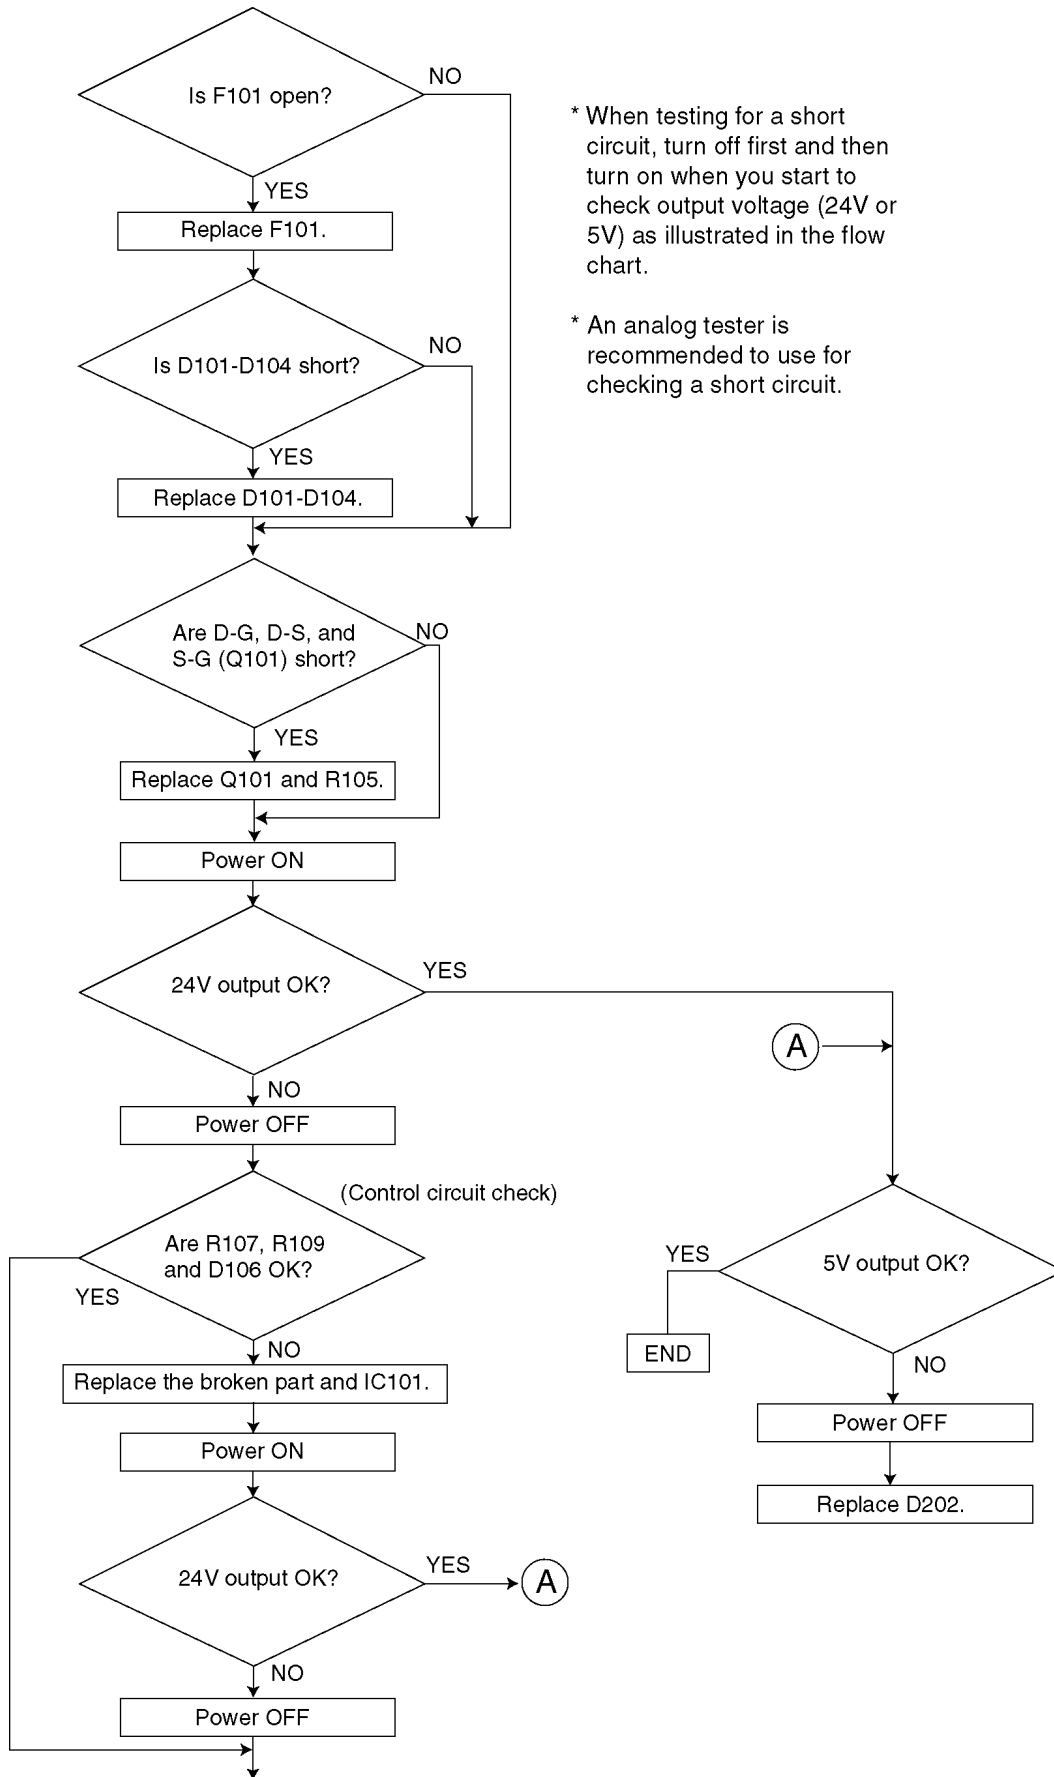 Is F101 open?
NO
YES
Replace F101.
Is D101-D104 short?
NO
YES
Replace D101-D104.
* When testing for a short
circuit, turn off first and then
turn on when you start to
check output voltage (24V or
5V) as illustrated in the flow
chart.
* An analog tester is
recommended to use for
checking a short circuit.
Are D-G, D-S, and
S-G (Q101) short?
NO
YES
Replace Q101 and R105.
Power ON
24V output OK?
YES
NO
Power OFF
(Control circuit check)
Are R107, R109
and D106 OK?
YES
NO
Replace the broken part and IC101.
Power ON
24V output OK?
YES
A
NO
Power OFF
A
5V output OK?
YES
END
NO
Power OFF
Replace D202.